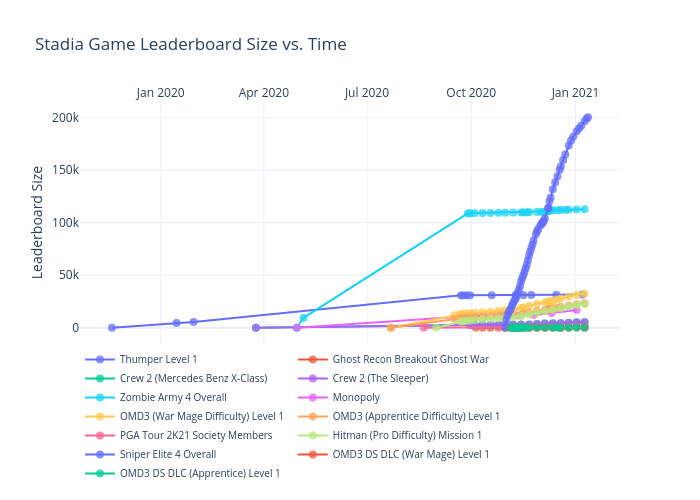 Stadia Game Leaderboard Size vs. Time
Jan 2020 Apr 2020 Jul 2020 Oct 2020 Jan 2021
200k
150k
100k
50k
0
Leaderboard Size
Thumper Level 1 Ghost Recon Breakout Ghost War
Crew 2 (Mercedes Benz X-Class) Crew 2 (The Sleeper)
Zombie Army 4 Overall Monopoly
OMD3 (War Mage Difficulty) Level 1 OMD3 (Apprentice Difficulty) Level 1
PGA Tour 2K21 Society Members Hitman (Pro Difficulty) Mission 1
Sniper Elite 4 Overall OMD3 DS DLC (War Mage) Level 1
OMD3 DS DLC (Apprentice) Level 1